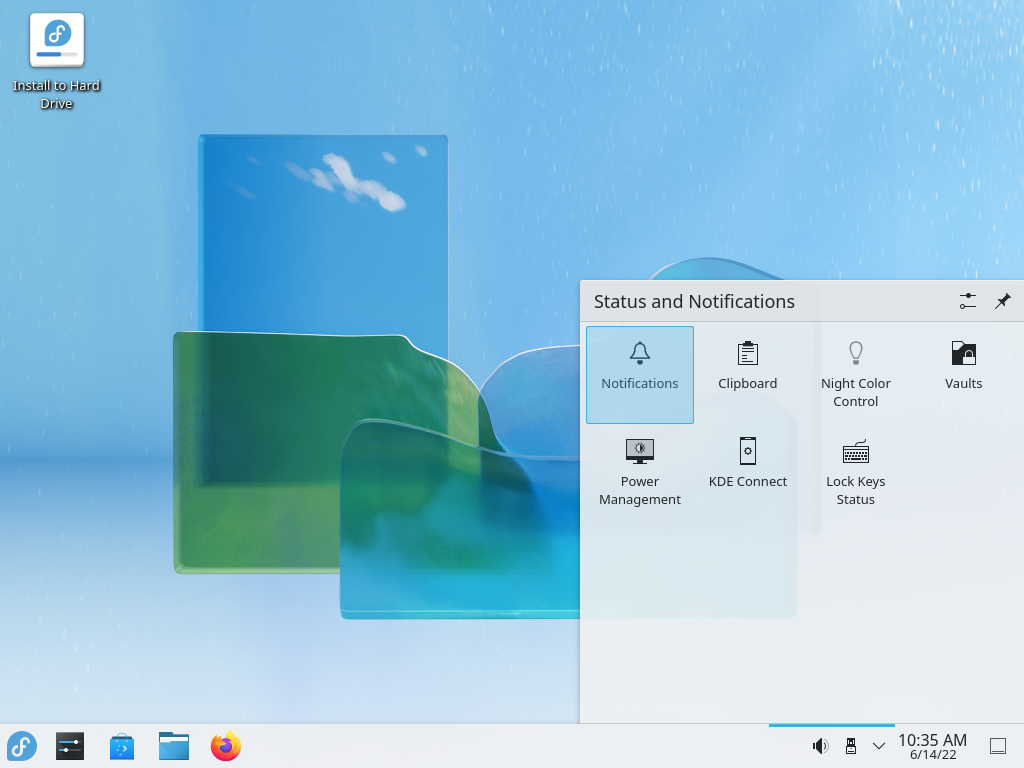 Install to Hard
Drive
Status and Notifications
Notifications
Clipboard
Night Color
Control
Vaults
Power
Management
KDE Connect
Lock Keys
Status
10:35 AM
6/14/22